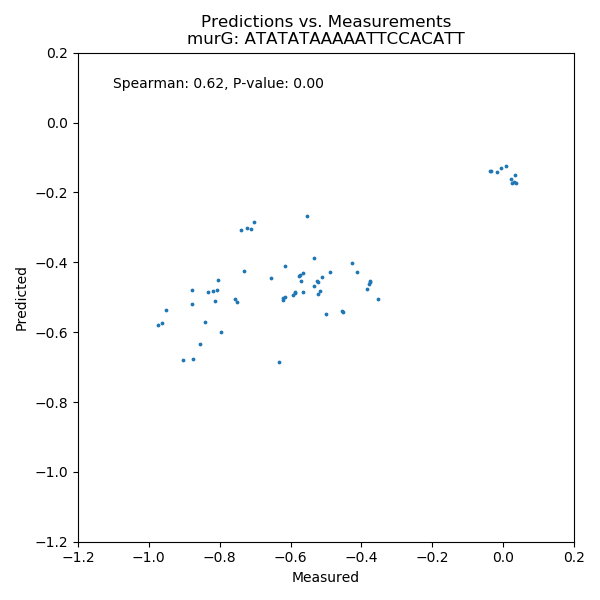 Predictions vs. Measurements
murG: ATATATAAAAATTCCACATT
Spearman: 0.62, P-value: 0.00
0.2
0.0
−0.2
−0.4
−0.6
−0.8
−1.0
−1.2
Predicted
−1.2 −1.0 −0.8 −0.6 −0.4 −0.2 0.0 0.2
Measured